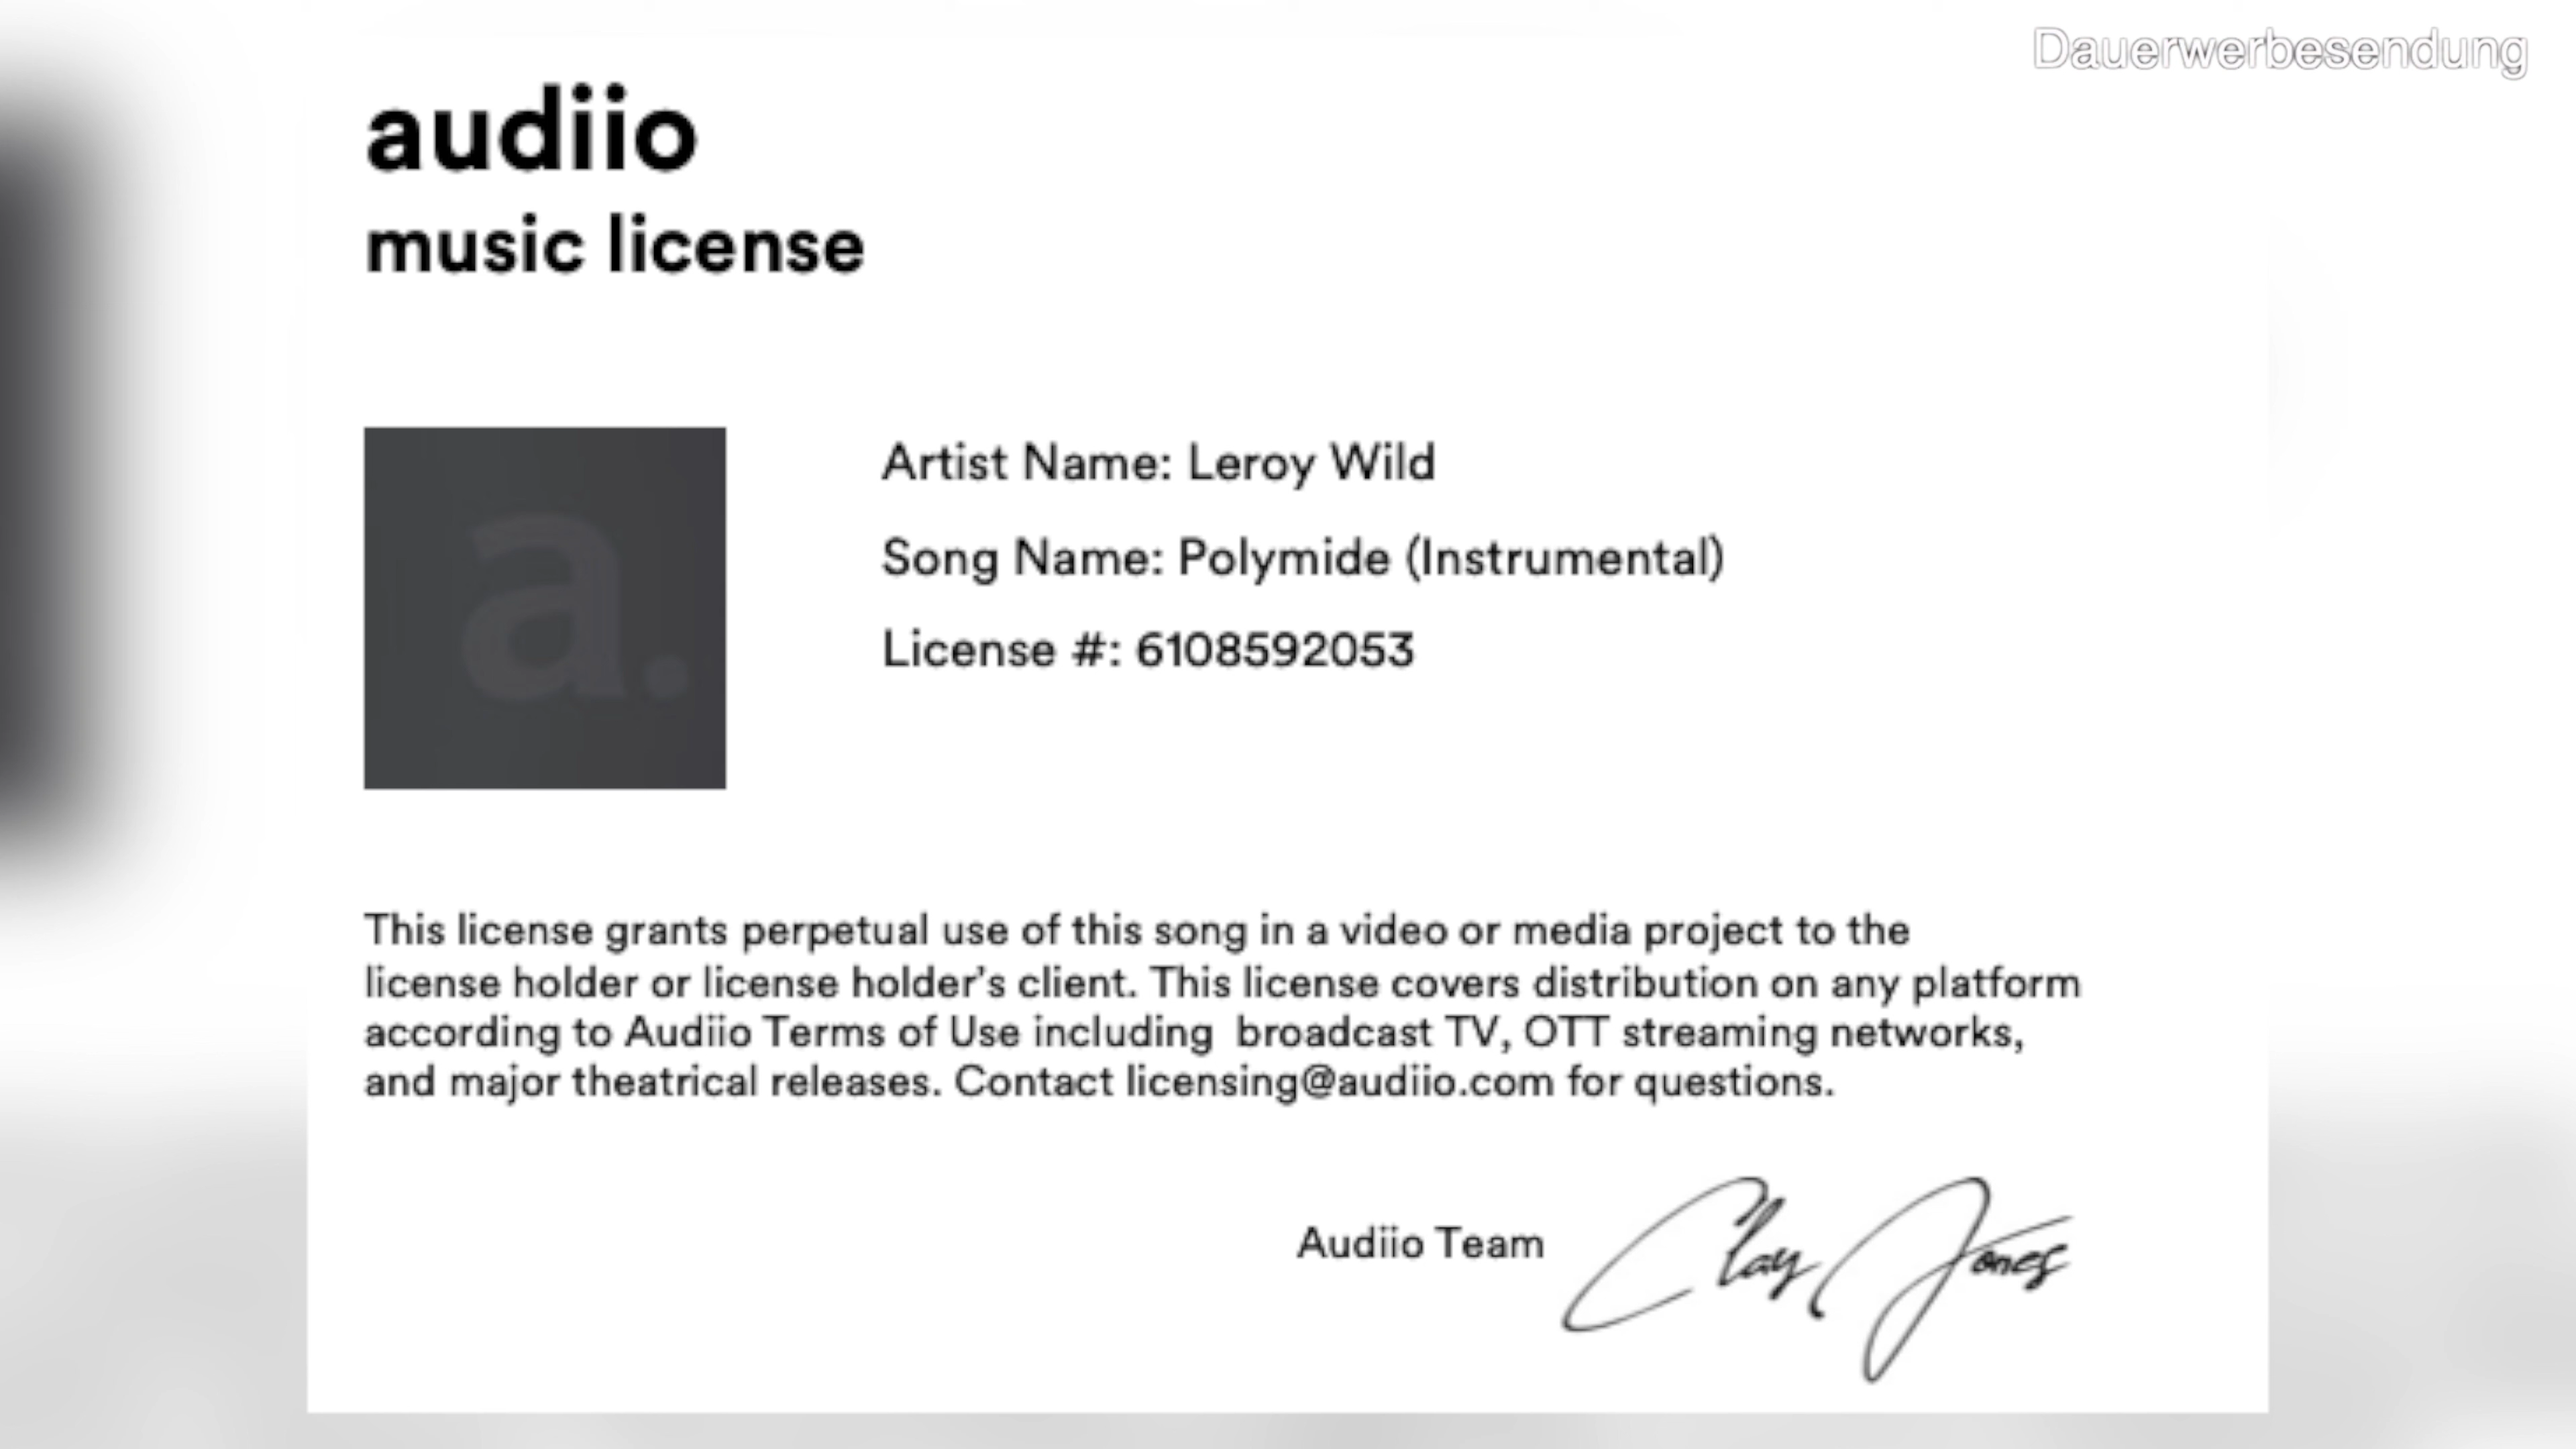 Dauerwerbesendung
audiio
music license
a.
Artist Name: Leroy Wild
Song Name: Polymide (Instrumental)
License #: 6108592053
This license grants perpetual use of this song in a video or media project to the
license holder or license holder's client. This license covers distribution on any platform
according to Audiio Terms of Use including  broadcast TV, OTT streaming networks,
and major theatrical releases. Contact licensing@audiio.com for questions.
Audiio Team Clay Jones